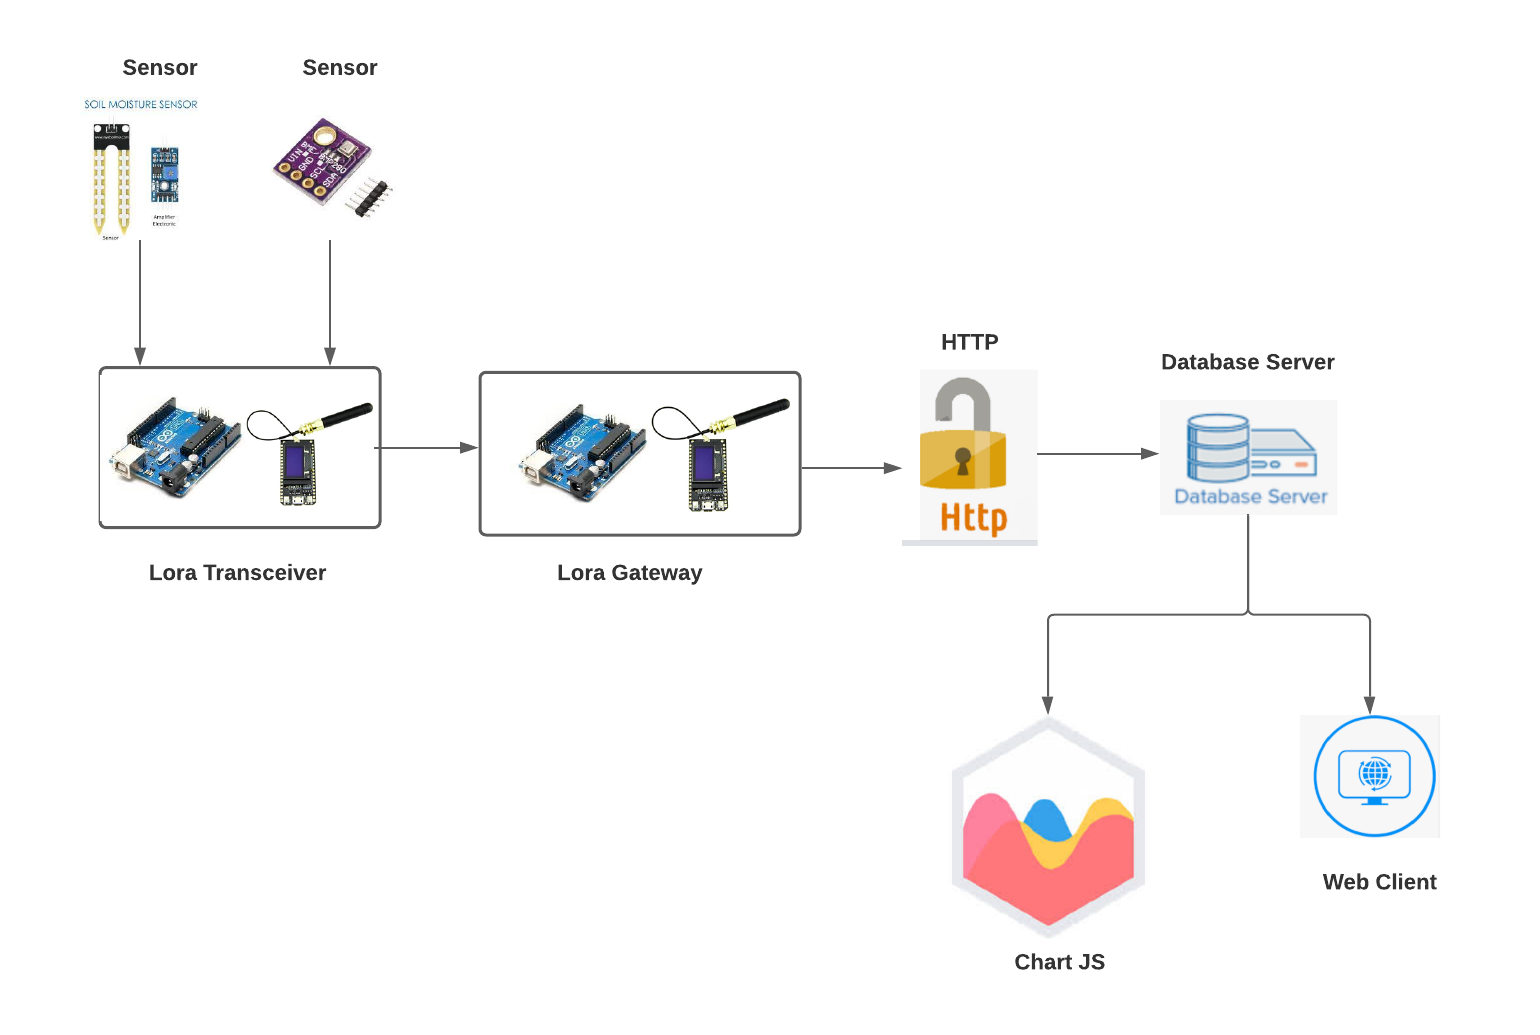 Sensor
Sensor
SOIL MOISTURE SENSOR
VIN
GND
SCL
SDA
Amplifier
Electronic
Sensor
HTTP
Database Server
Http
Database Server
Lora Transceiver
Lora Gateway
Web Client
Chart JS